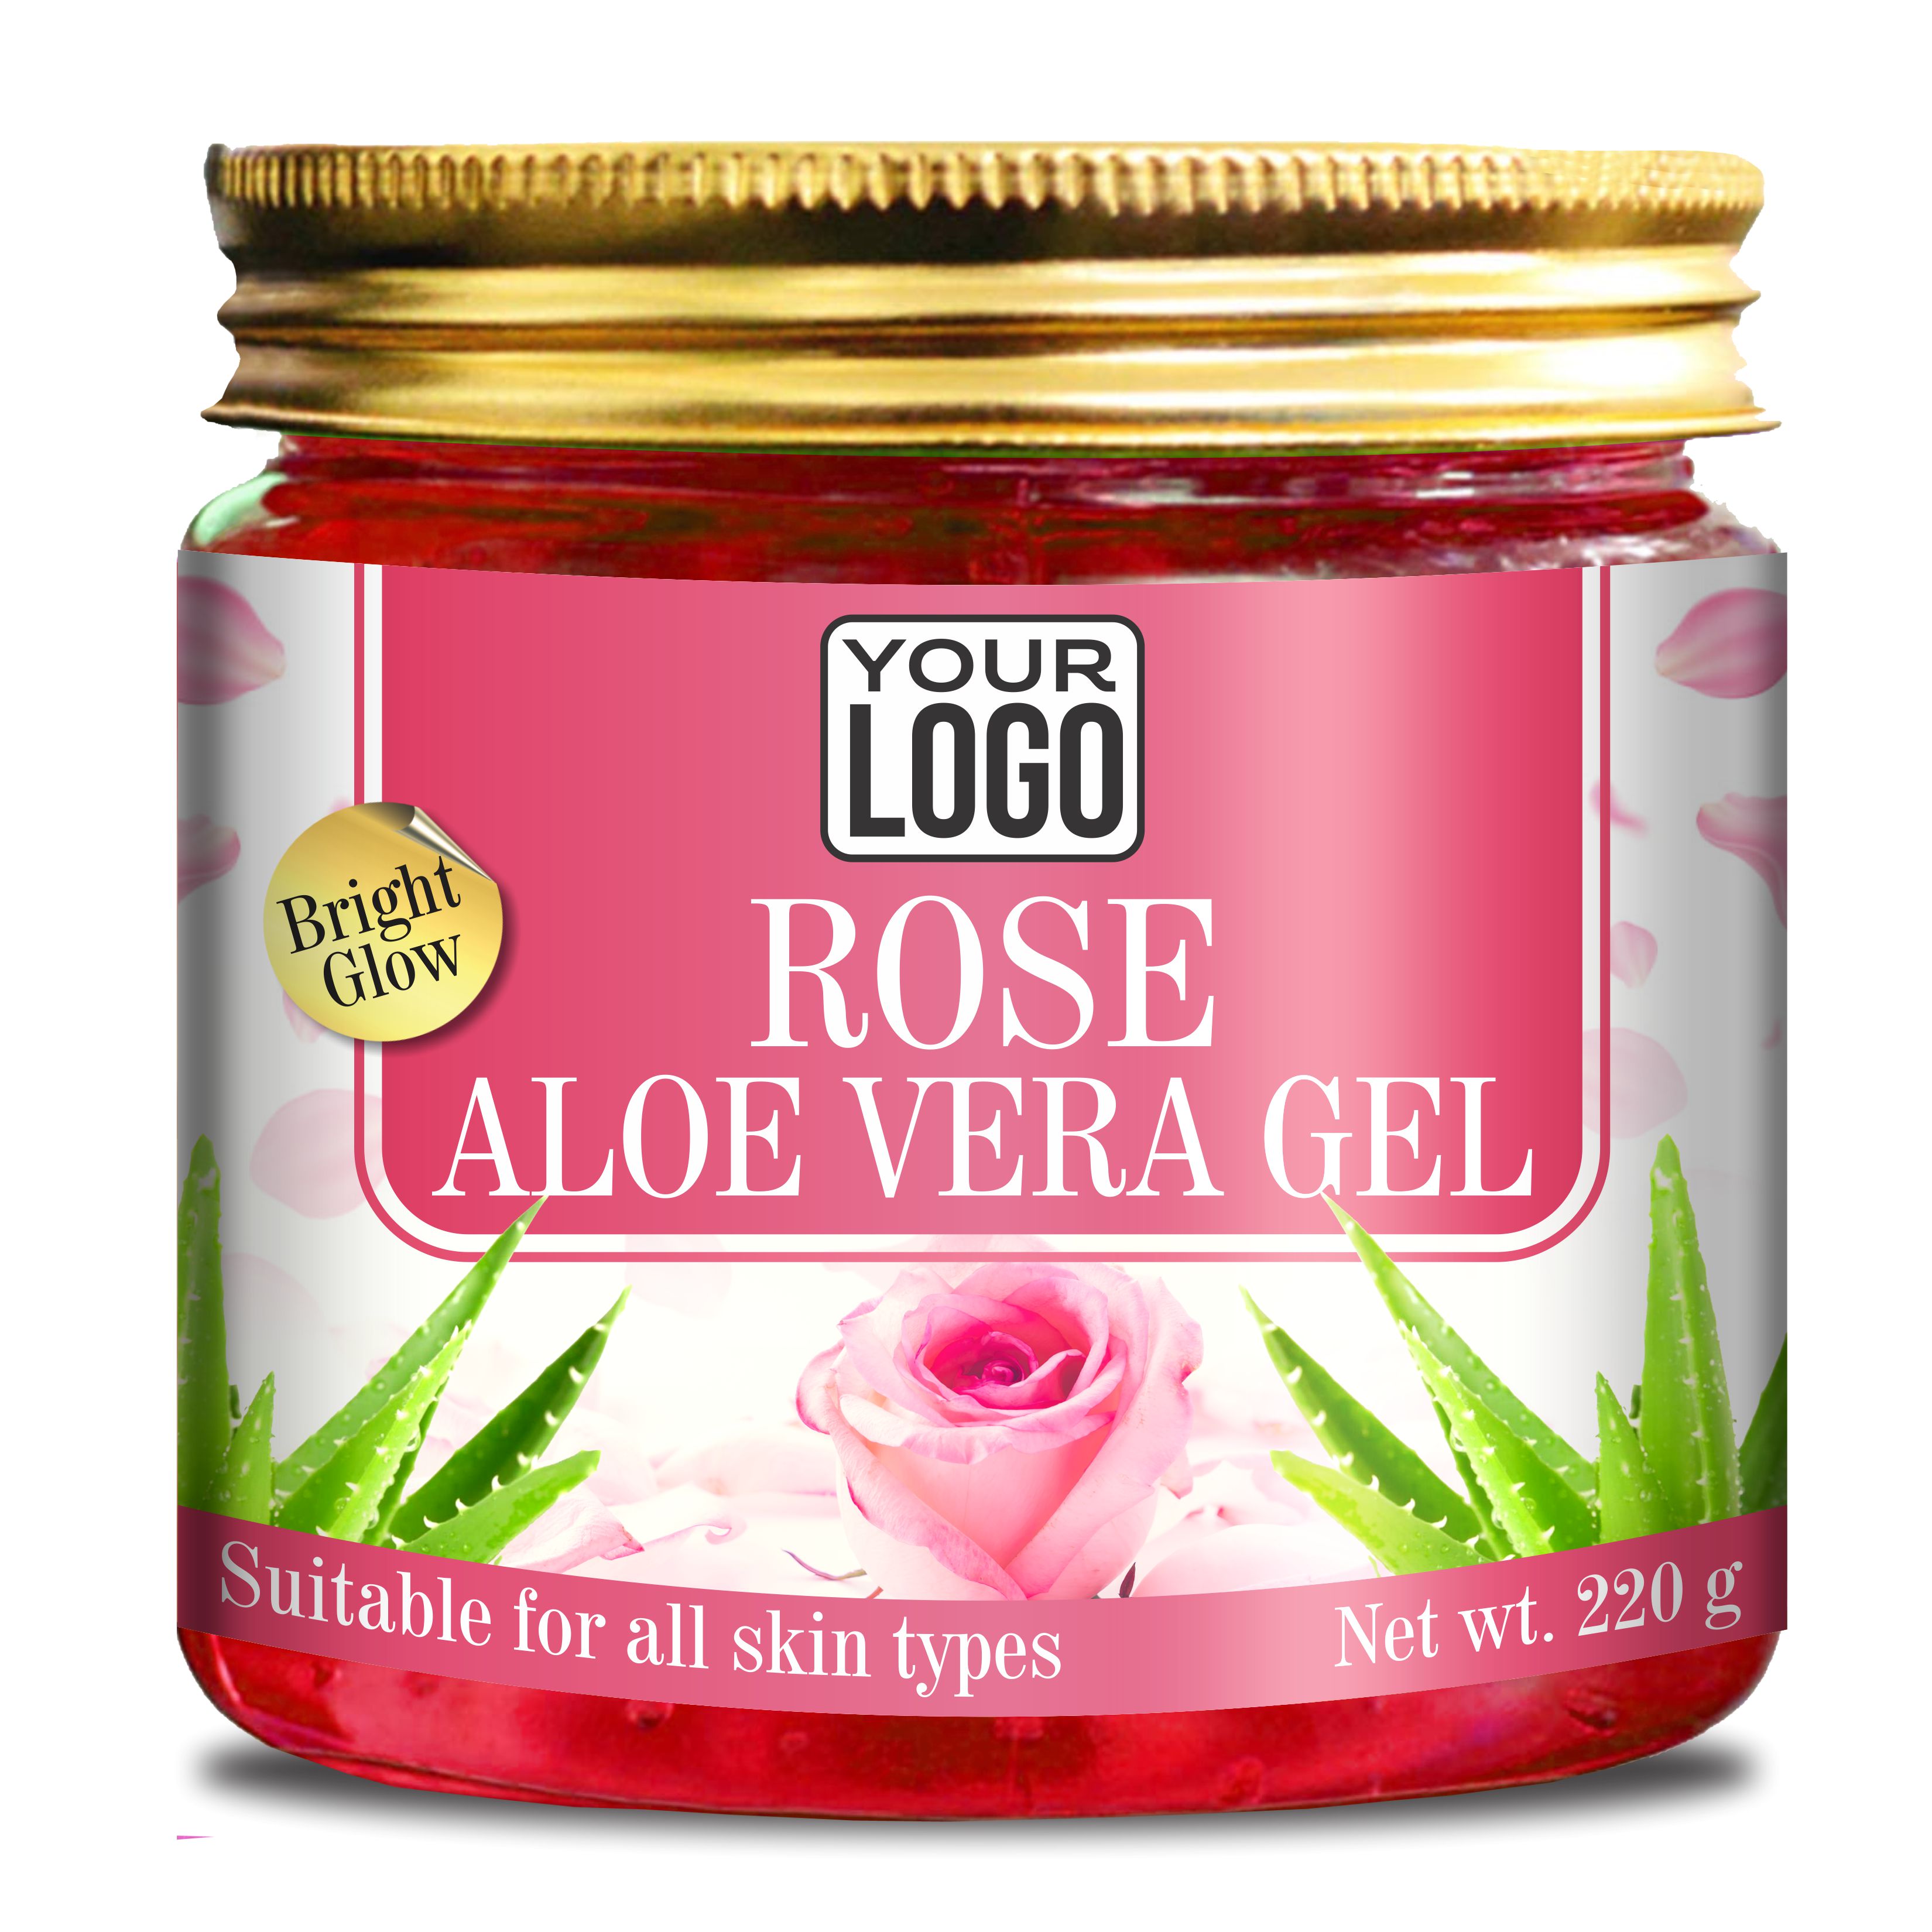 YOUR
LOGO
Bright
Glow
ROSE
ALOE VERA GEL
Suitable for all skin types
Net wt. 220 g